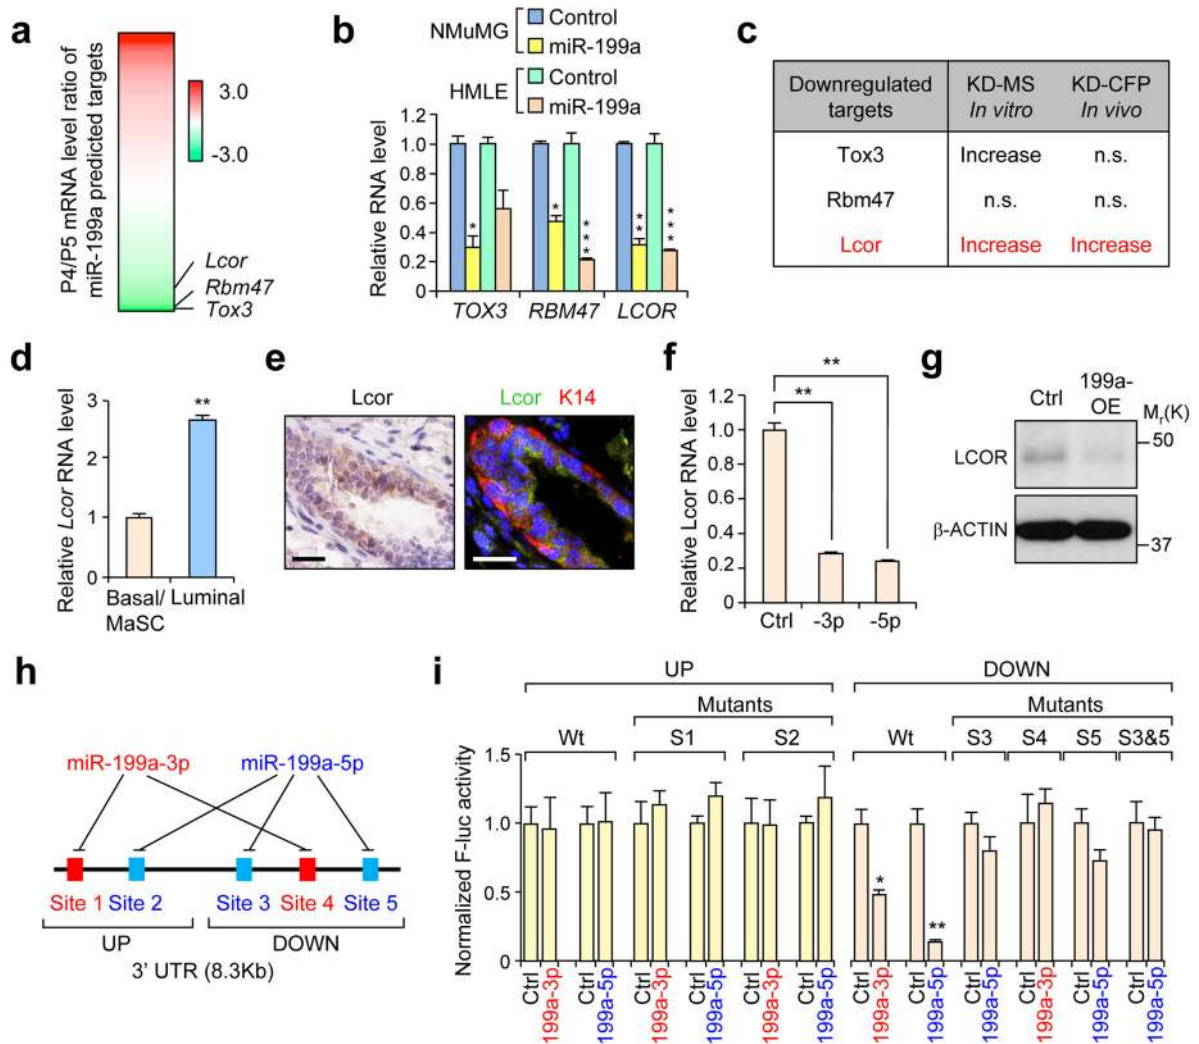 a
P4/P5 mRNA level ratio of
miR-199a predicted targets
3.0
-3.0
Lcor
Rbm47
Tox3
b
NMuMG
Control
miR-199a
HMLE
Control
miR-199a
Relative RNA level
1.2
1.0
0.8
0.6
0.4
0.2
0
*
*
***
**
***
TOX3 RBM47 LCOR
c
Downregulated targets KD-MS In vitro KD-CFP In vivo
Tox3 Increase n.s.
Rbm47 n.s. n.s.
Lcor Increase Increase
d
Relative Lcor RNA level
3
2
1
0
**
Basal/ Luminal
MaSC
e
Lcor
Lcor K14
f
Relative Lcor RNA level
1.2
1.0
0.8
0.6
0.4
0.2
0
**
**
Ctrl -3p -5p
g
Ctrl 199a-
OE
Mr(K)
50
LCOR
β-ACTIN
37
h
miR-199a-3p miR-199a-5p
Site 1 Site 2 Site 3 Site 4 Site 5
UP DOWN
3' UTR (8.3Kb)
i
UP DOWN
Mutants Mutants
Wt S1 S2 Wt S3 S4 S5 S3&5
Normalized F-luc activity
1.5
1.0
0.5
0
*
**
Ctrl 199a-3p Ctrl 199a-5p Ctrl 199a-3p Ctrl 199a-5p Ctrl 199a-3p Ctrl 199a-5p Ctrl 199a-3p Ctrl 199a-5p Ctrl 199a-5p Ctrl 199a-3p Ctrl 199a-5p Ctrl 199a-5p